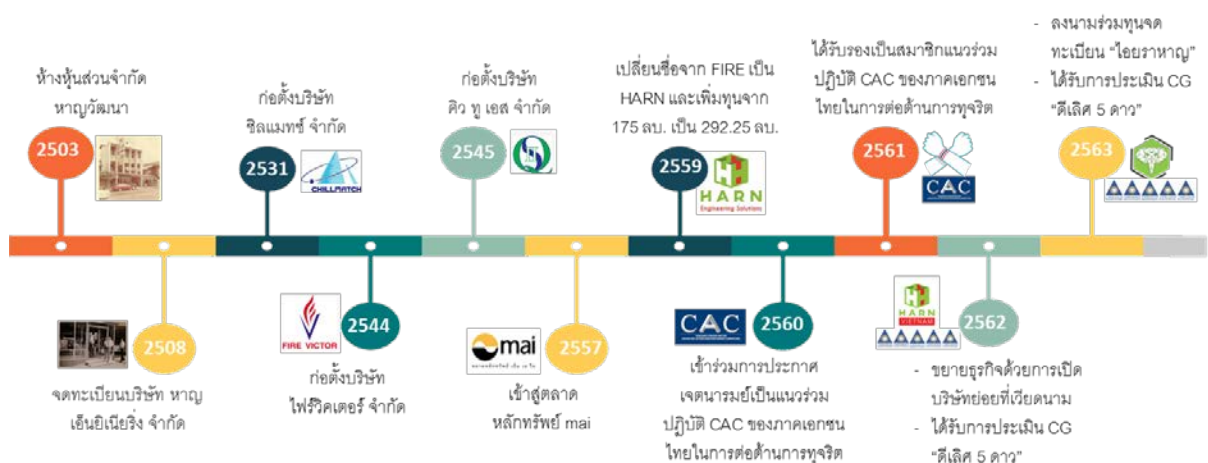 ห้างหุ้นส่วนจำกัด
หาญวัฒนา
2503
จดทะเบียนบริษัท หาญ
เอ็นยิเนียริ่ง จำกัด
2508
ก่อตั้งบริษัท
ชิลแมทช์ จำกัด
2531
CHILLMATCH
ก่อตั้งบริษัท
ไฟร์วิคเตอร์ จำกัด
2544
FIRE VICTOR
ก่อตั้งบริษัท
คิว ทู เอส จำกัด
2545
เข้าสู่ตลาด
หลักทรัพย์ mai
2557
mai
เปลี่ยนชื่อจาก FIRE เป็น
HARN และเพิ่มทุนจาก
175 ลบ. เป็น 292.25 ลบ.
2559
HARN
Engineering Solutions
CAC
2560
เข้าร่วมการประกาศ
เจตนารมย์เป็นแนวร่วม
ปฏิบัติ CAC ของภาคเอกชน
ไทยในการต่อต้านการทุจริต
ได้รับรองเป็นสมาชิกแนวร่วม
ปฏิบัติ CAC ของภาคเอกชน
ไทยในการต่อด้านการทุจริต
2561
CAC
HARN
VIETNAM
2562
- ขยายธุรกิจด้วยการเปิด
บริษัทย่อยที่เวียดนาม
- ได้รับการประเมิน CG
"ดีเลิศ 5 ดาว"
- ลงนามร่วมทุนจด
ทะเบียน "ไอยราหาญ"
- ได้รับการประเมิน CG
"ดีเลิศ 5 ดาว"
2563